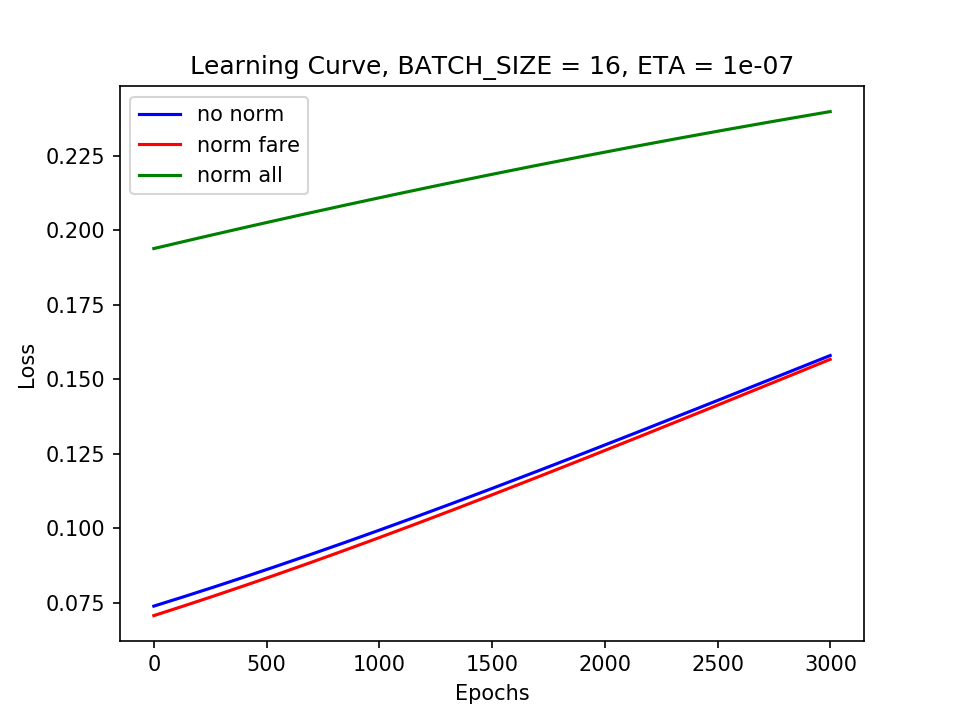 Learning Curve, BATCH_SIZE = 16, ETA = 1e-07
no norm
norm fare
norm all
0.225
0.200
0.175
0.150
0.125
0.100
0.075
Loss
0 500 1000 1500 2000 2500 3000
Epochs